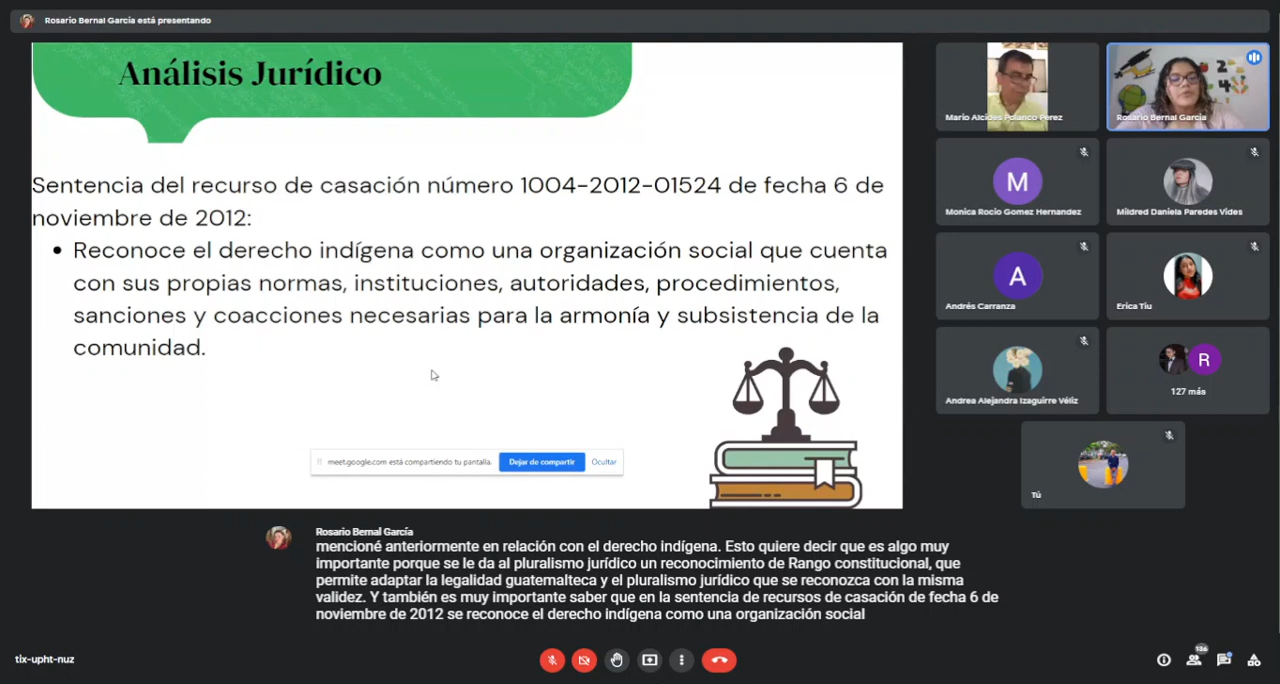 Rosario Bernal García está presentando
Análisis Jurídico
Sentencia del recurso de casación número 1004-2012-01524 de fecha 6 de
noviembre de 2012:
• Reconoce el derecho indígena como una organización social que cuenta
con sus propias normas, instituciones, autoridades, procedimientos,
sanciones y coacciones necesarias para la armonía y subsistencia de la
comunidad.
meet.google.com está compartiendo tu pantalla.
Dejar de compartir
Ocultar
Mario Alcides Polanco Perez
Rosario Bernal García
2
4
M
Monica Rocio Gomez Hernandez
Mildred Daniela Paredes Vides
A
Andrés Carranza
Erica Tiu
Andrea Alejandra Izaguirre Véliz
R
127 más
Tú
Rosario Bernal García
mencioné anteriormente en relación con el derecho indígena. Esto quiere decir que es algo muy
importante porque se le da al pluralismo jurídico un reconocimiento de Rango constitucional, que
permite adaptar la legalidad guatemalteca y el pluralismo jurídico que se reconozca con la misma
validez. Y también es muy importante saber que en la sentencia de recursos de casación de fecha 6 de
noviembre de 2012 se reconoce el derecho indígena como una organización social
tix-upht-nuz
136